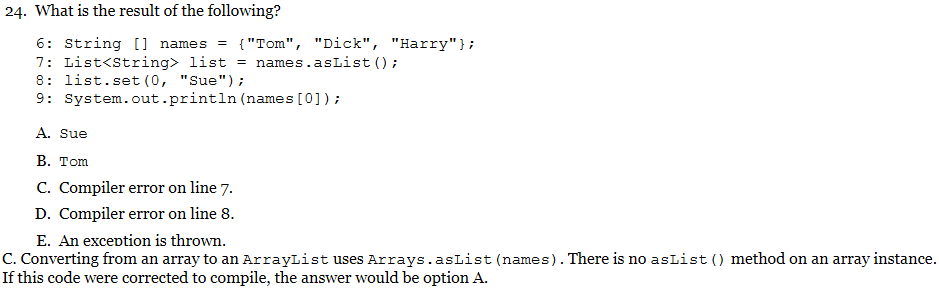 24. What is the result of the following?
6: String [] names = {"Tom", "Dick", "Harry"};
7: List<String> list = names.asList();
8: list.set(0, "Sue");
9: System.out.println(names[0]);
A. Sue
B. Tom
C. Compiler error on line 7.
D. Compiler error on line 8.
E. An exception is thrown.
C. Converting from an array to an ArrayList uses Arrays.asList(names). There is no asList() method on an array instance.
If this code were corrected to compile, the answer would be option A.